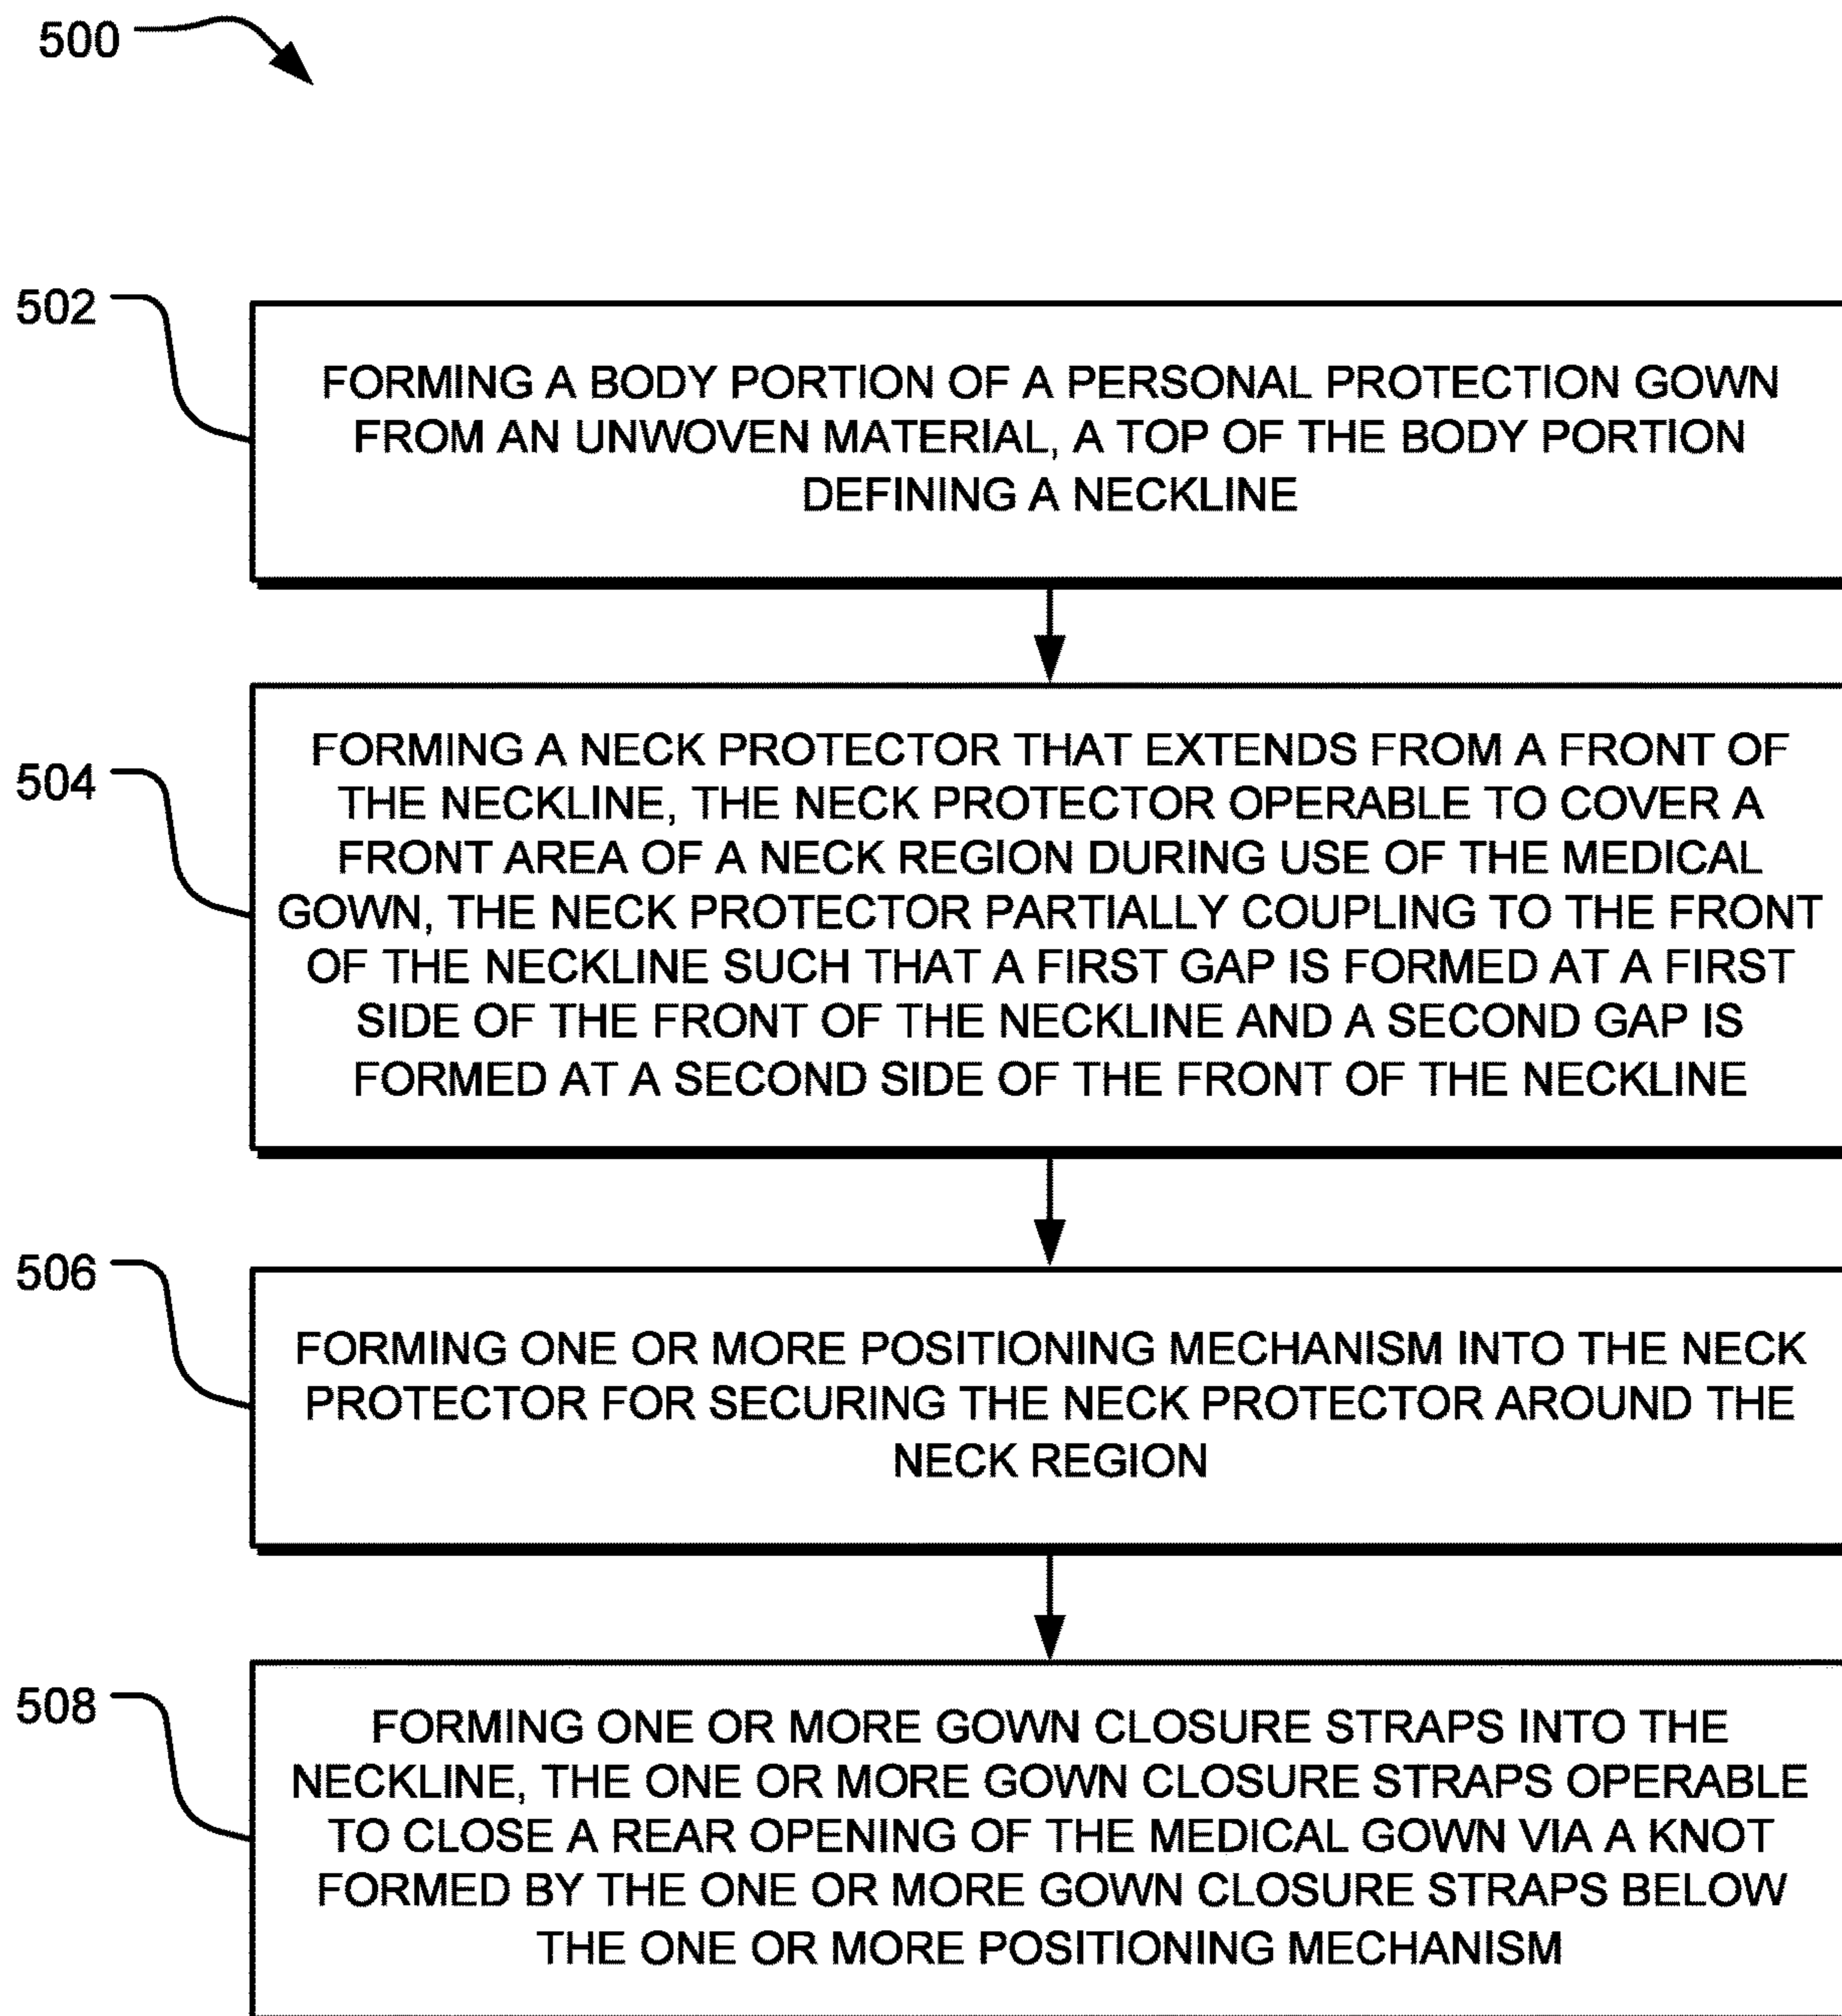 500
502
FORMING A BODY PORTION OF A PERSONAL PROTECTION GOWN
FROM AN UNWOVEN MATERIAL, A TOP OF THE BODY PORTION
DEFINING A NECKLINE
504
FORMING A NECK PROTECTOR THAT EXTENDS FROM A FRONT OF
THE NECKLINE, THE NECK PROTECTOR OPERABLE TO COVER A
FRONT AREA OF A NECK REGION DURING USE OF THE MEDICAL
GOWN, THE NECK PROTECTOR PARTIALLY COUPLING TO THE FRONT
OF THE NECKLINE SUCH THAT A FIRST GAP IS FORMED AT A FIRST
SIDE OF THE FRONT OF THE NECKLINE AND A SECOND GAP IS
FORMED AT A SECOND SIDE OF THE FRONT OF THE NECKLINE
506
FORMING ONE OR MORE POSITIONING MECHANISM INTO THE NECK
PROTECTOR FOR SECURING THE NECK PROTECTOR AROUND THE
NECK REGION
508
FORMING ONE OR MORE GOWN CLOSURE STRAPS INTO THE
NECKLINE, THE ONE OR MORE GOWN CLOSURE STRAPS OPERABLE
TO CLOSE A REAR OPENING OF THE MEDICAL GOWN VIA A KNOT
FORMED BY THE ONE OR MORE GOWN CLOSURE STRAPS BELOW
THE ONE OR MORE POSITIONING MECHANISM